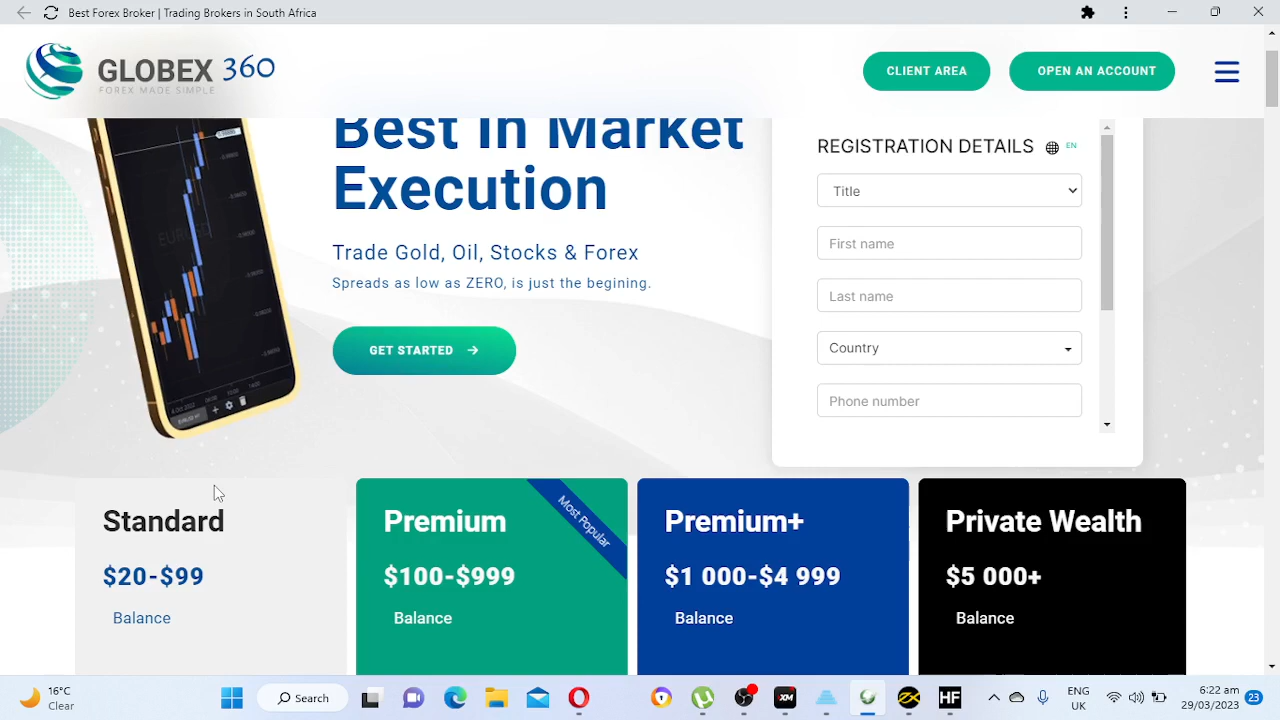 Best Forex Broker | Trading Broker in South Africa
GLOBEX 360
FOREX MADE SIMPLE
CLIENT AREA
OPEN AN ACCOUNT
Best In Market
Execution
Trade Gold, Oil, Stocks & Forex
Spreads as low as ZERO, is just the begining.
GET STARTED
REGISTRATION DETAILS EN
Title
First name
Last name
Country
Phone number
Standard
$20-$99
Balance
Premium
Most Popular
$100-$999
Balance
Premium+
$1 000-$4 999
Balance
Private Wealth
$5 000+
Balance
16°C
Clear
Search
XM
HF
ENG
UK
6:22 am
29/03/2023
23